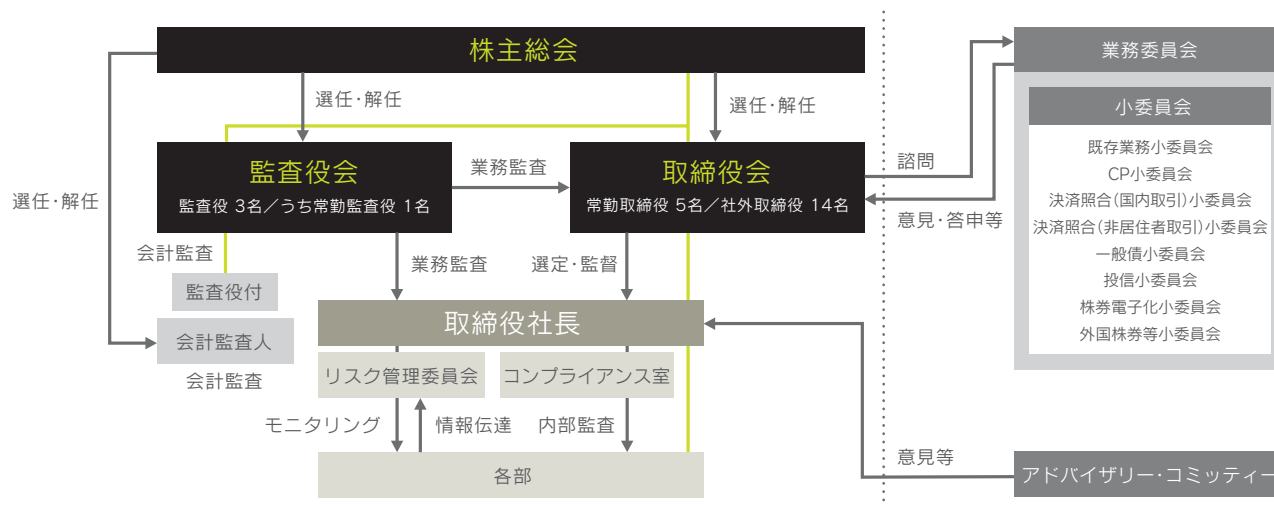 株主総会
業務委員会
選任・解任
選任・解任
小委員会
既存業務小委員会
CP小委員会
決済照合(国内取引)小委員会
決済照合(非居住者取引)小委員会
一般債小委員会
投信小委員会
株券電子化小委員会
外国株券等小委員会
監査役会
監査役 3名/うち常勤監査役 1名
業務監査
取締役会
常勤取締役 5名/社外取締役 14名
諮問
意見・答申等
選任・解任
会計監査
業務監査
選定・監督
監査役付
取締役社長
会計監査人
会計監査
リスク管理委員会
コンプライアンス室
モニタリング
情報伝達
内部監査
各部
意見等
アドバイザリー・コミッティー